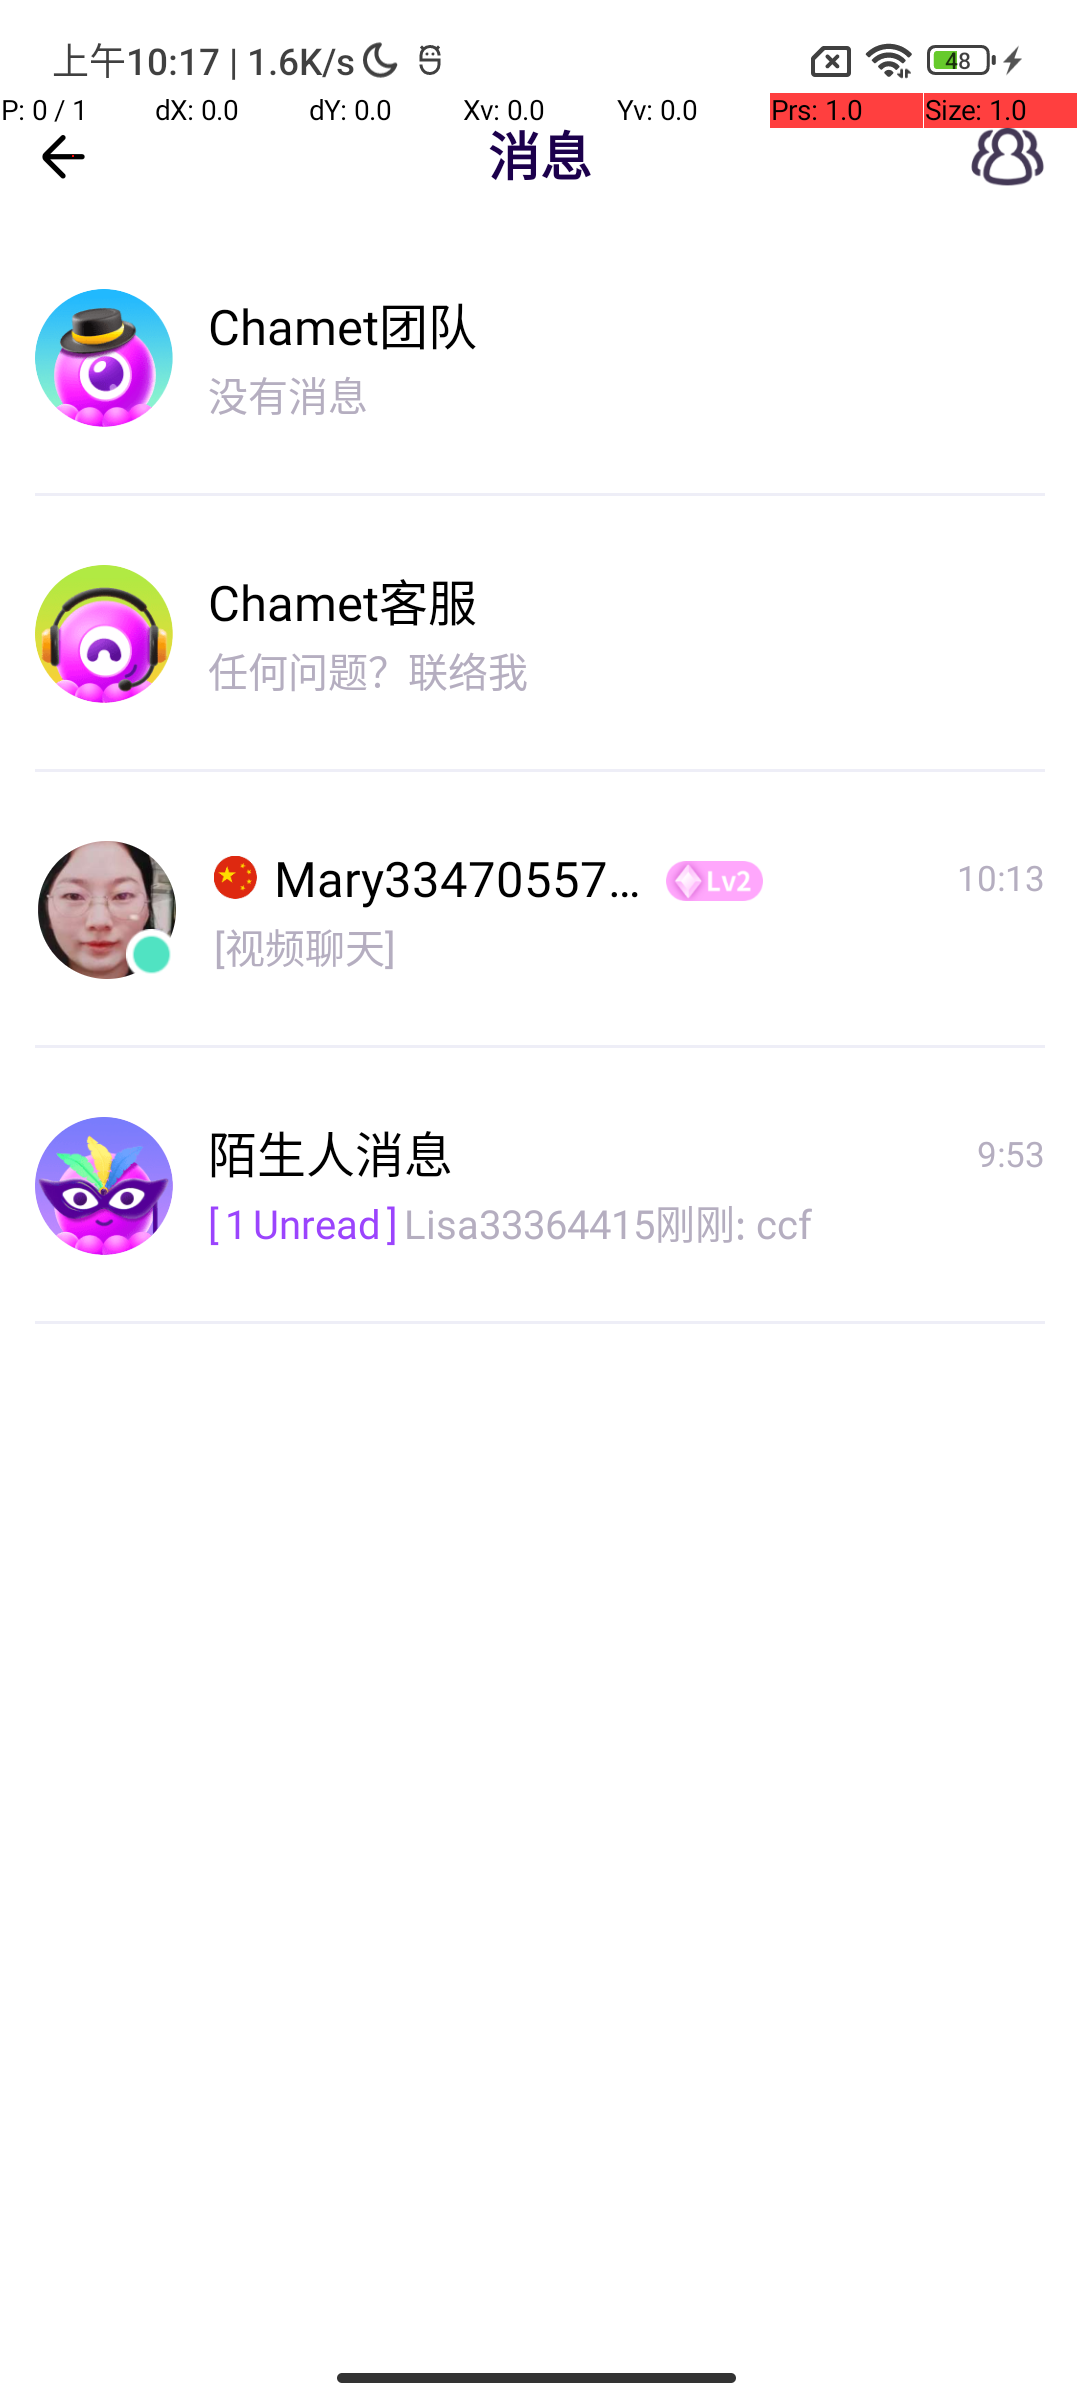 上午10:17 | 1.6K/s
48
P: 0 / 1 dX: 0.0 dY: 0.0 Xv: 0.0 Yv: 0.0 Prs: 1.0 Size: 1.0
消息
Chamet团队
没有消息
Chamet客服
任何问题？联络我
Mary33470557... Lv2 10:13
[视频聊天]
陌生人消息 9:53
[1 Unread] Lisa33364415刚刚: ccf